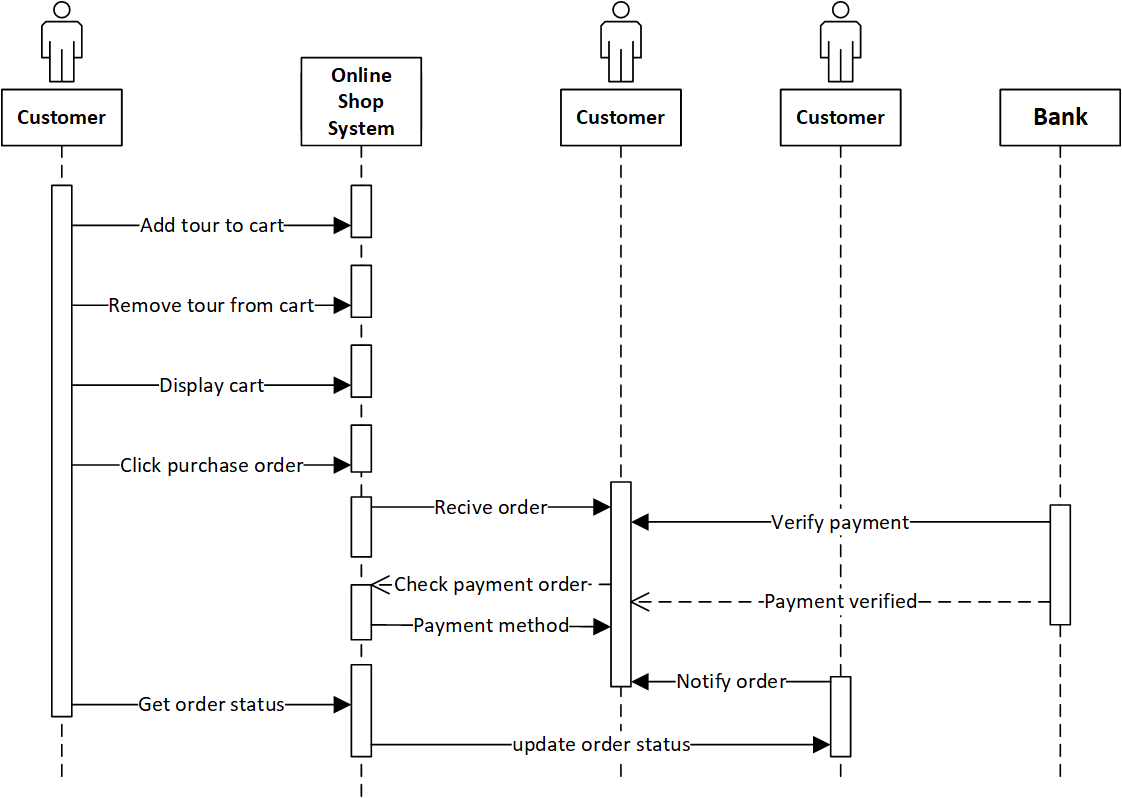 Customer
Online
Shop
System
Customer
Customer
Bank
Add tour to cart
Remove tour from cart
Display cart
Click purchase order
Recive order
Verify payment
Check payment order
Payment verified
Payment method
Notify order
Get order status
update order status